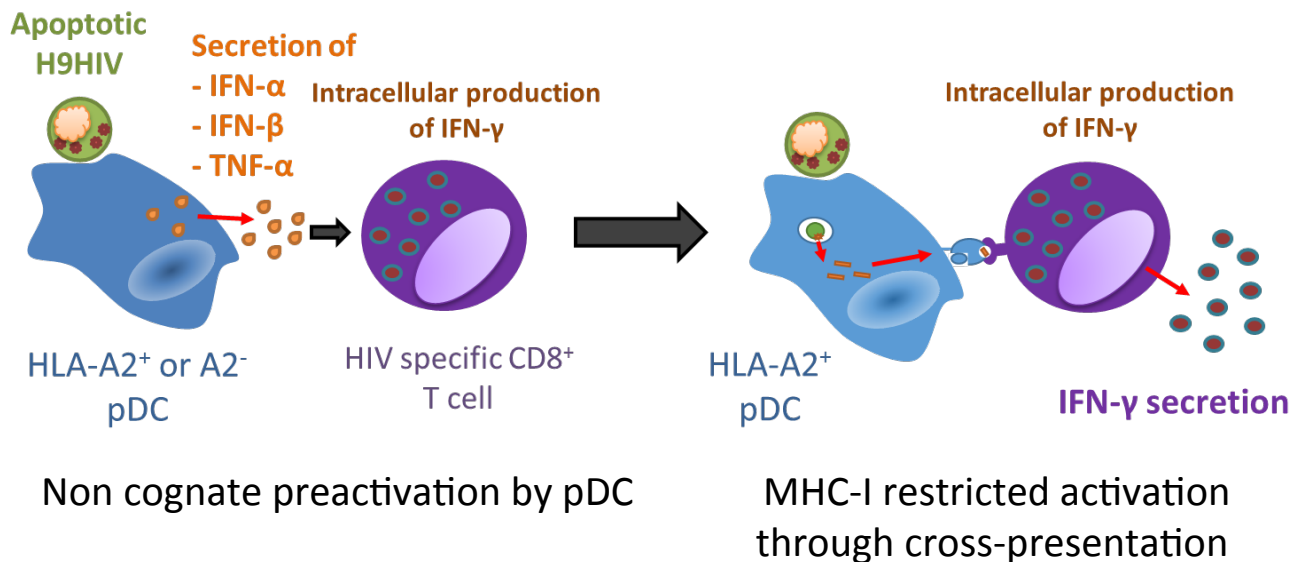 Apoptotic
H9HIV
Secretion of
- IFN-α
- IFN-β
- TNF-α
Intracellular production
of IFN-γ
HLA-A2⁺ or A2⁻
pDC
HIV specific CD8⁺
T cell
Non cognate preactivation by pDC
Intracellular production
of IFN-γ
HLA-A2⁺
pDC
IFN-γ secretion
MHC-I restricted activation
through cross-presentation